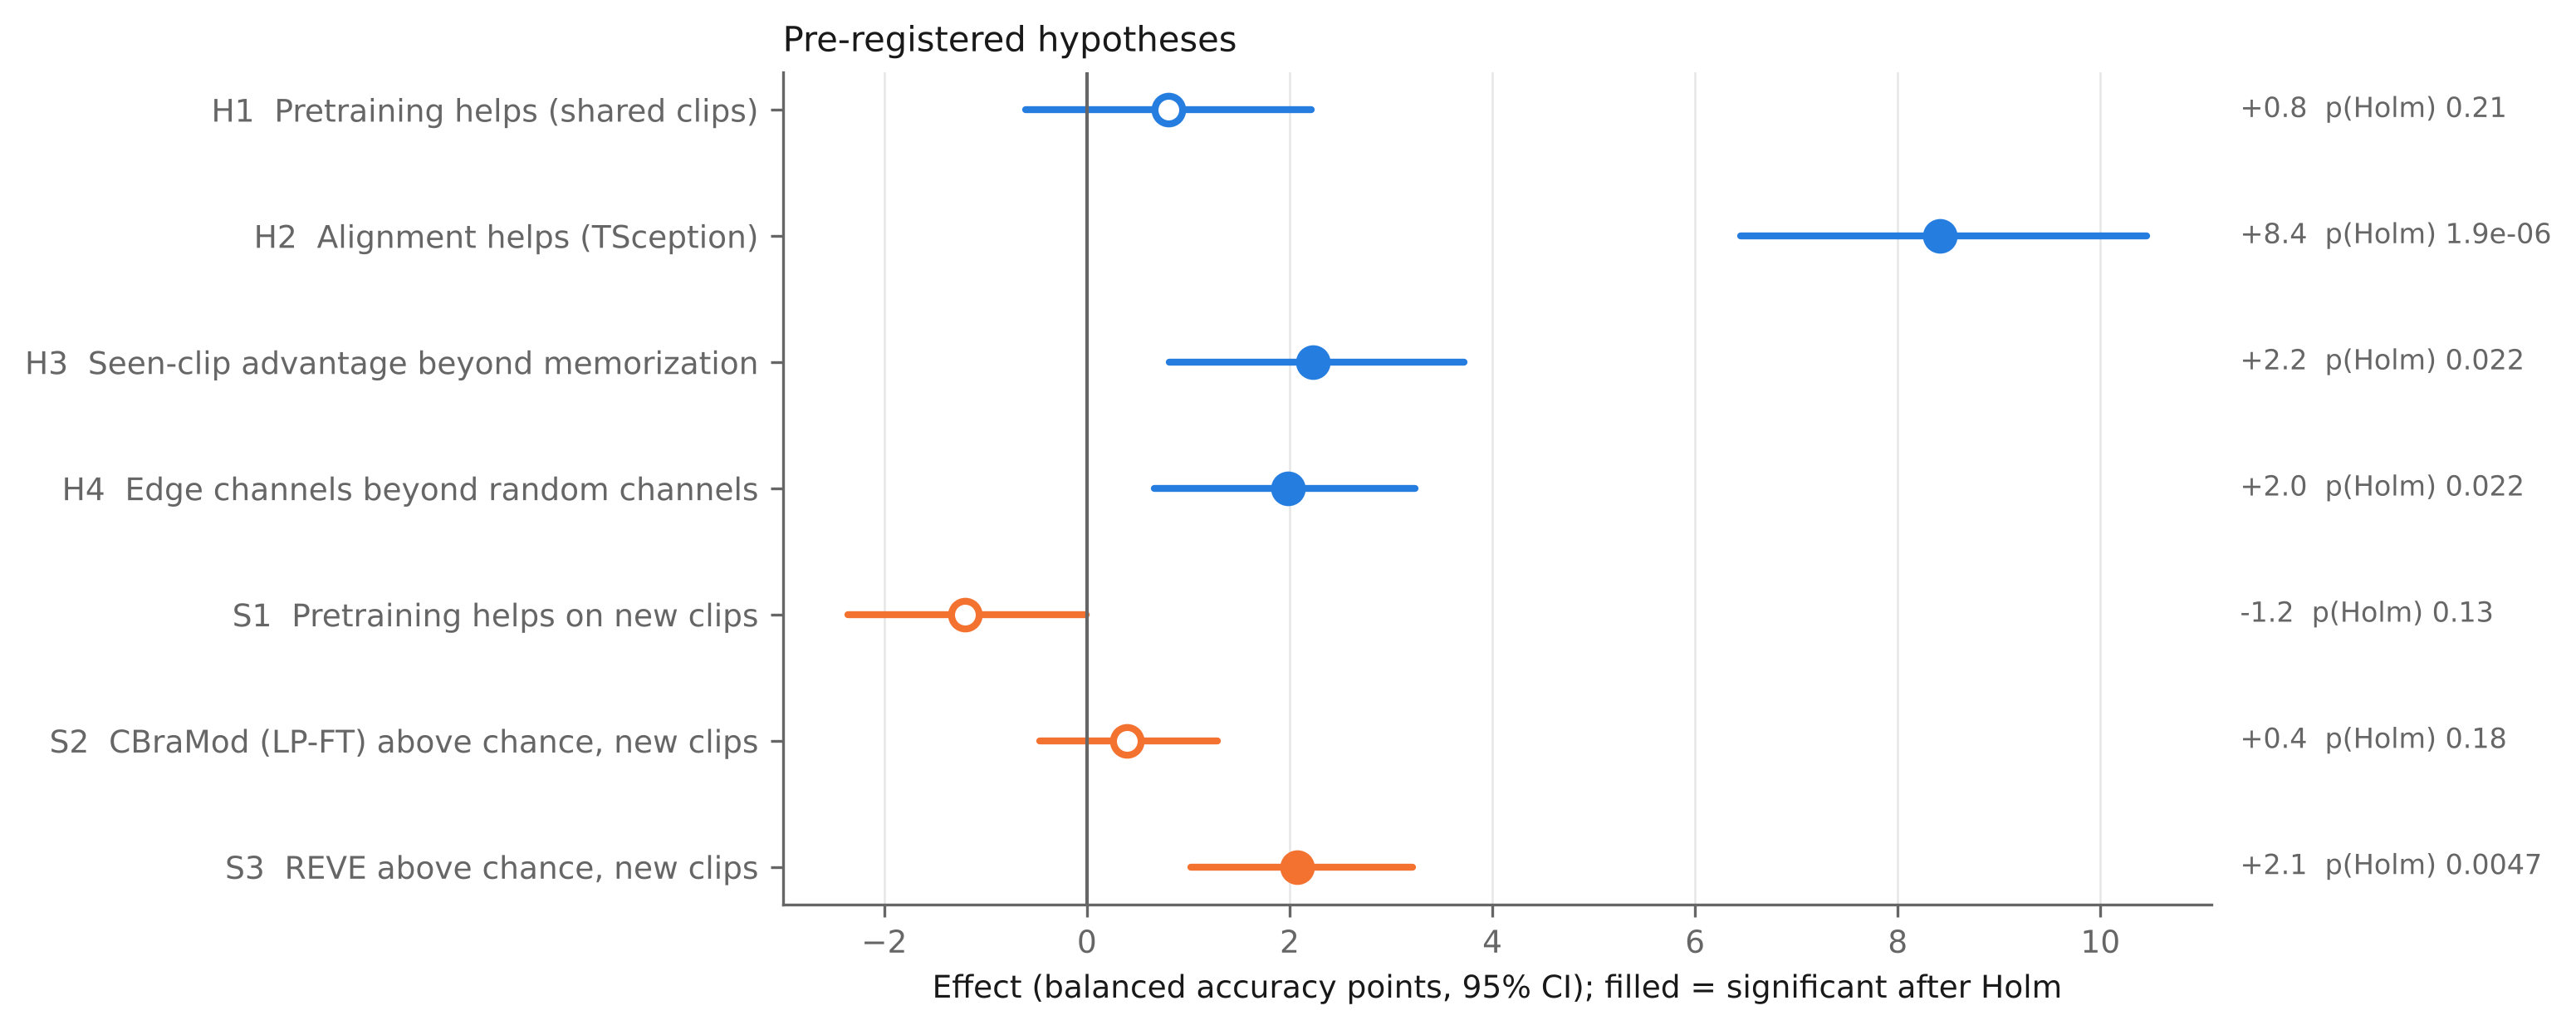 Pre-registered hypotheses
H1  Pretraining helps (shared clips)
+0.8  p(Holm) 0.21
H2  Alignment helps (TSception)
+8.4  p(Holm) 1.9e-06
H3  Seen-clip advantage beyond memorization
+2.2  p(Holm) 0.022
H4  Edge channels beyond random channels
+2.0  p(Holm) 0.022
S1  Pretraining helps on new clips
-1.2  p(Holm) 0.13
S2  CBraMod (LP-FT) above chance, new clips
+0.4  p(Holm) 0.18
S3  REVE above chance, new clips
+2.1  p(Holm) 0.0047
−2 0 2 4 6 8 10
Effect (balanced accuracy points, 95% CI); filled = significant after Holm